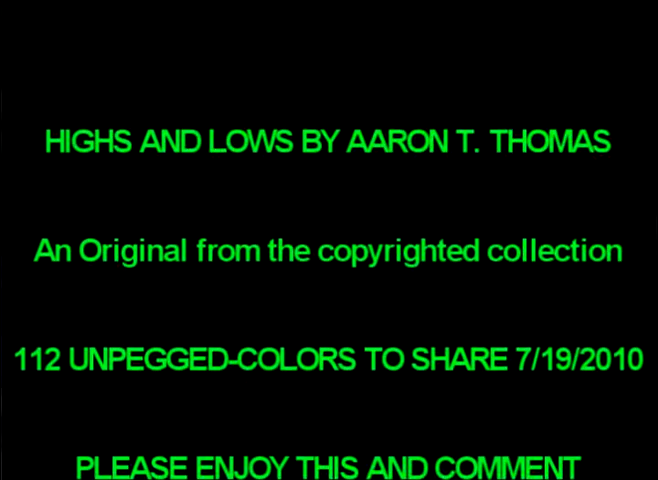 HIGHS AND LOWS BY AARON T. THOMAS
An Original from the copyrighted collection
112 UNPEGGED-COLORS TO SHARE 7/19/2010
PLEASE ENJOY THIS AND COMMENT